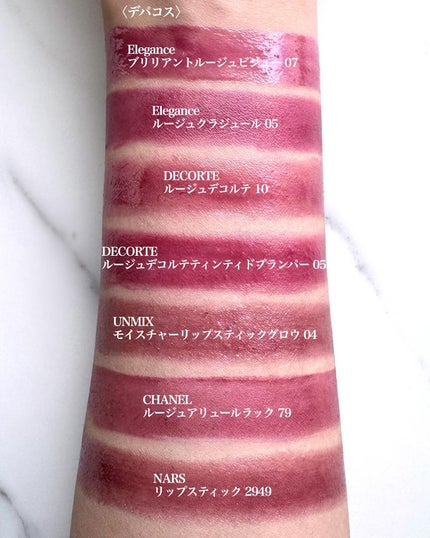 〈デパコス〉
Elegance
ブリリアントルージュビジュー 07
Elegance
ルージュクラジュール 05
DECORTE
ルージュデコルテ 10
DECORTE
ルージュデコルテティンティドプランパー 05
UNMIX
モイスチャーリップスティックグロウ 04
CHANEL
ルージュアリュールラック 79
NARS
リップスティック 2949